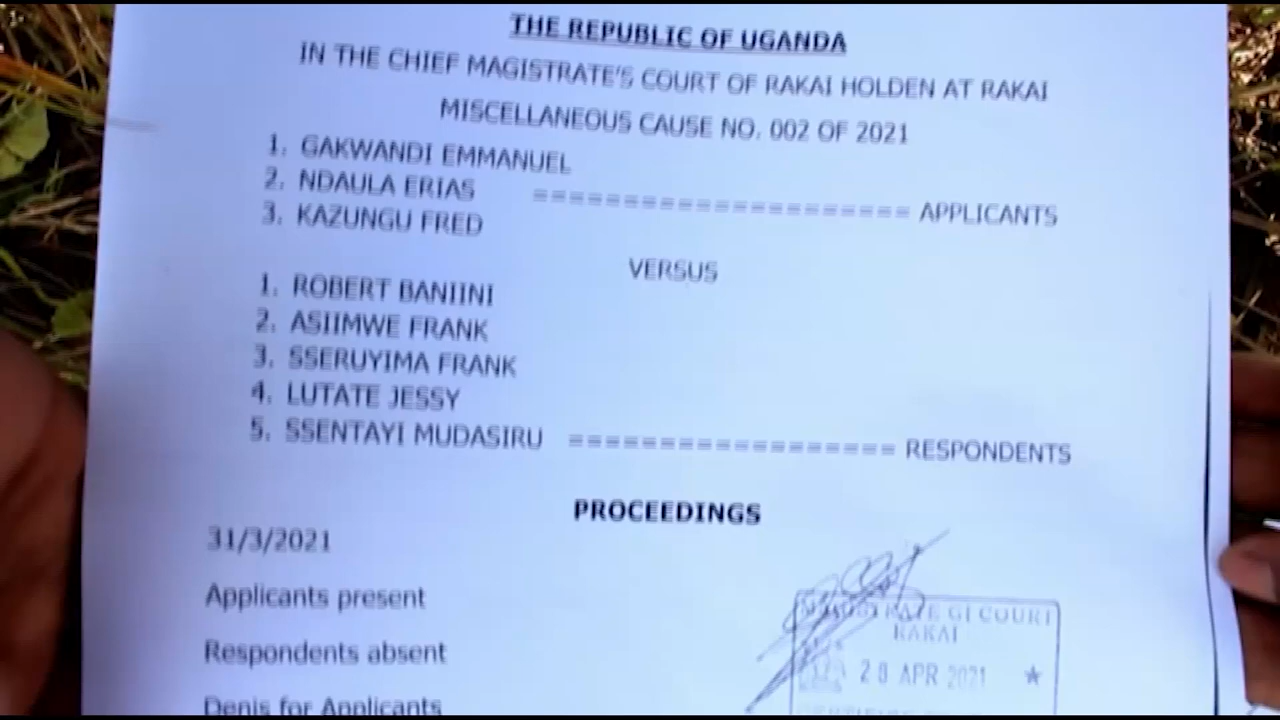 THE REPUBLIC OF UGANDA
IN THE CHIEF MAGISTRATE'S COURT OF RAKAI HOLDEN AT RAKAI
MISCELLANEOUS CAUSE NO. 002 OF 2021
1. GAKWANDI EMMANUEL
2. NDAULA ERIAS ===================== APPLICANTS
3. KAZUNGU FRED
VERSUS
1. ROBERT BANIINI
2. ASIIMWE FRANK
3. SSERUYIMA FRANK
4. LUTATE JESSY
5. SSENTAYI MUDASIRU ================== RESPONDENTS
PROCEEDINGS
31/3/2021
Applicants present
Respondents absent
Denis for Applicants
GI COURT
RAKAI
28 APR 2021 ★